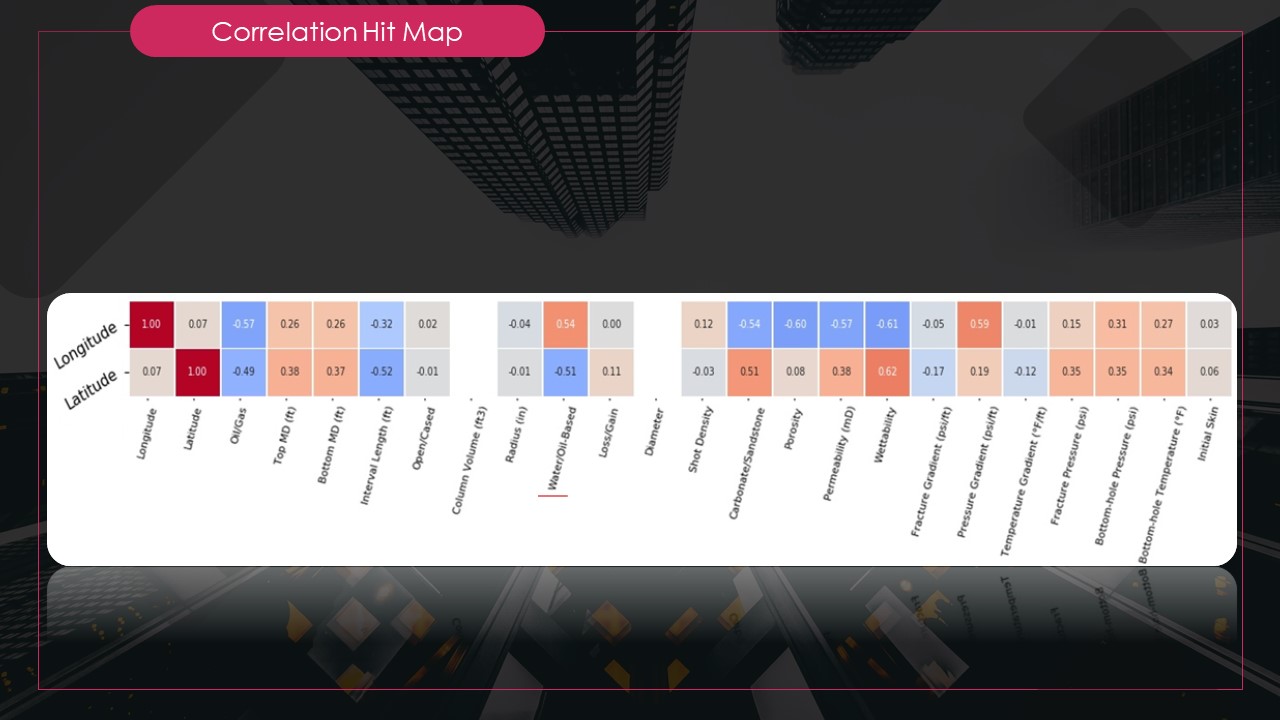 Correlation Hit Map
Longitude
1.00 0.07 -0.57 0.26 0.26 -0.32 0.02 -0.04 0.54 0.00 0.12 -0.54 -0.60 -0.57 -0.61 -0.05 0.59 -0.01 0.15 0.31 0.27 0.03
Latitude
0.07 1.00 -0.49 0.38 0.37 -0.52 -0.01 -0.01 -0.51 0.11 -0.03 0.51 0.08 0.38 0.62 -0.17 0.19 -0.12 0.35 0.35 0.34 0.06
Longitude
Latitude
Oil/Gas
Top MD (ft)
Bottom MD (ft)
Interval Length (ft)
Open/Cased
Column Volume (ft3)
Radius (in)
Water/Oil-Based
Loss/Gain
Diameter
Shot Density
Carbonate/Sandstone
Porosity
Permeability (mD)
Wettability
Fracture Gradient (psi/ft)
Pressure Gradient (psi/ft)
Temperature Gradient (°F/ft)
Fracture Pressure (psi)
Bottom-hole Pressure (psi)
Bottom-hole Temperature (°F)
Initial Skin